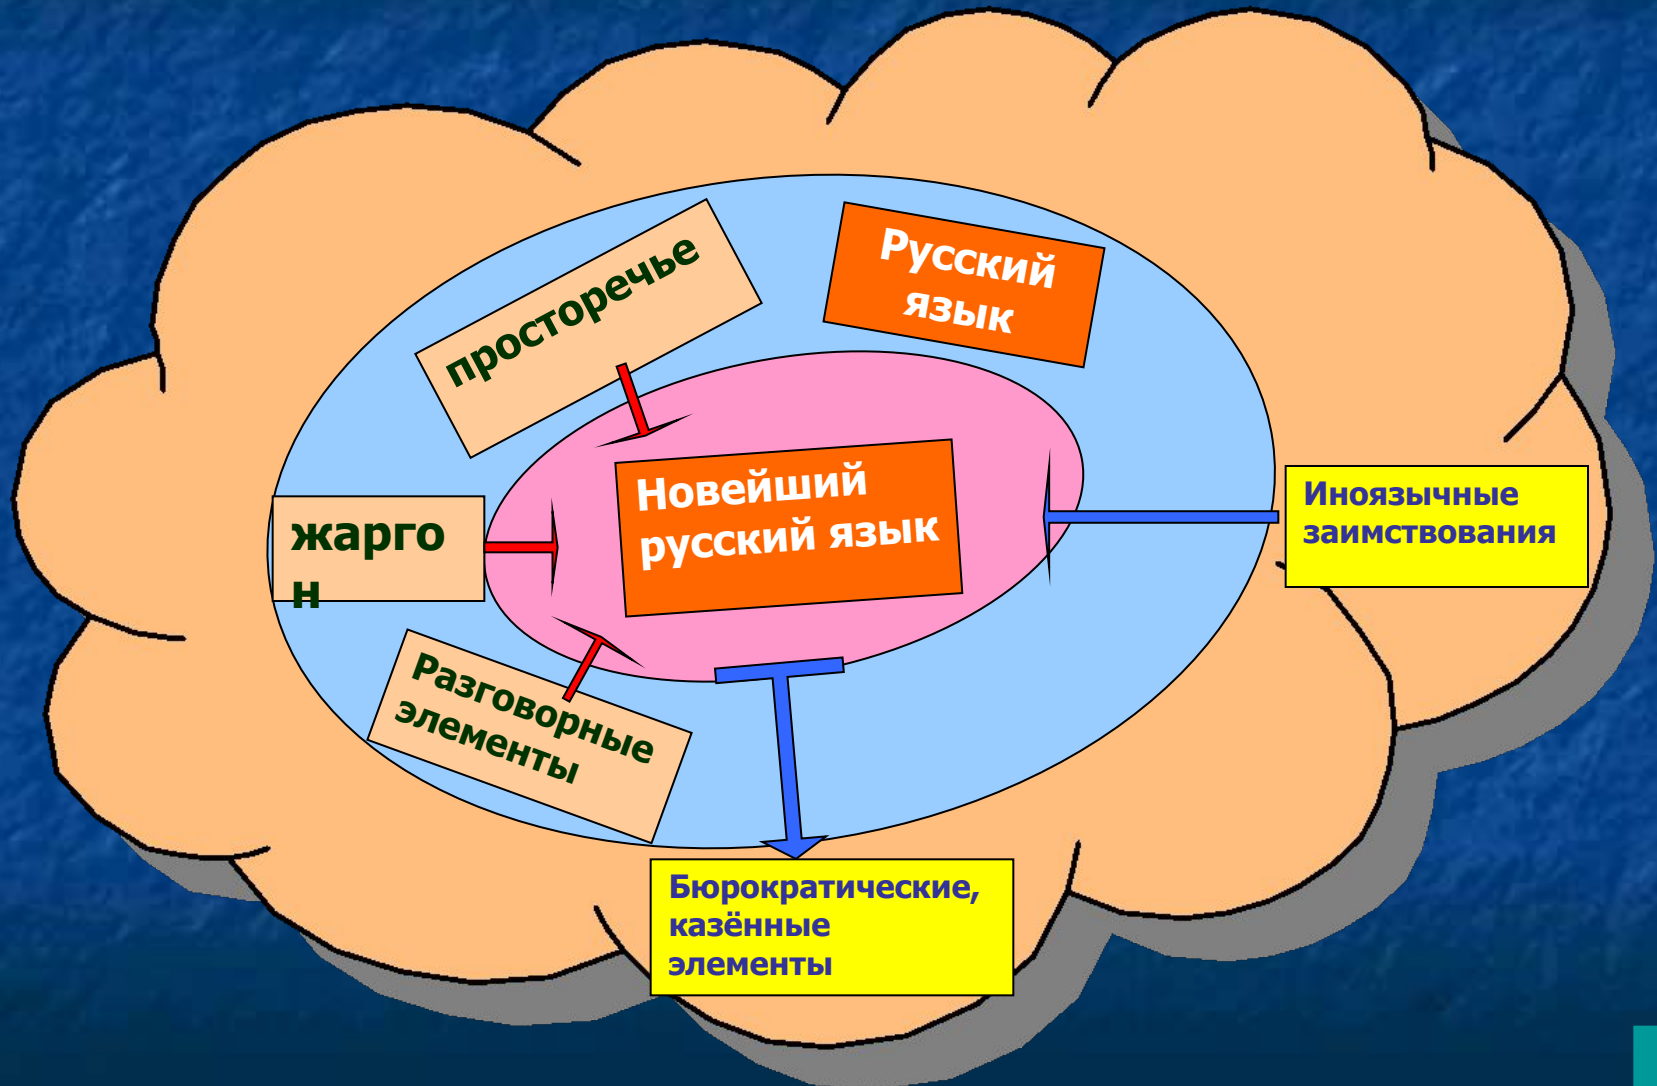 просторечье
Русский
язык
Новейший
русский язык
жарго
н
Иноязычные
заимствования
Разговорные
элементы
Бюрократические,
казённые
элементы